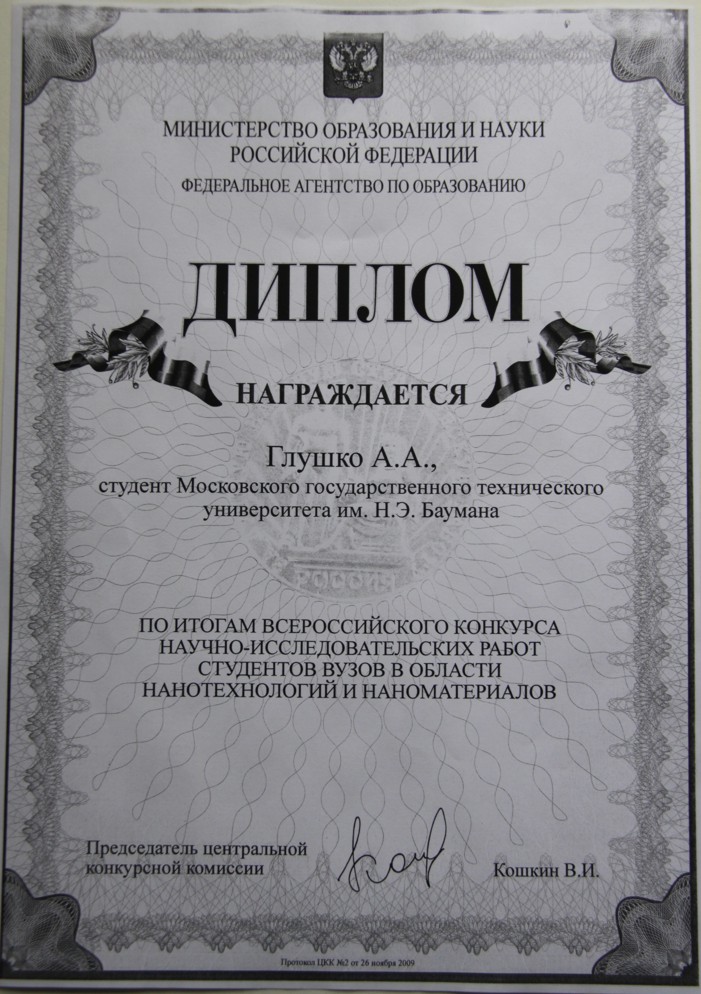 МИНИСТЕРСТВО ОБРАЗОВАНИЯ И НАУКИ
РОССИЙСКОЙ ФЕДЕРАЦИИ
ФЕДЕРАЛЬНОЕ АГЕНТСТВО ПО ОБРАЗОВАНИЮ
ДИПЛОМ
НАГРАЖДАЕТСЯ
Глушко А.А.,
студент Московского государственного технического
университета им. Н.Э. Баумана
РОССИЯ
ПО ИТОГАМ ВСЕРОССИЙСКОГО КОНКУРСА
НАУЧНО-ИССЛЕДОВАТЕЛЬСКИХ РАБОТ
СТУДЕНТОВ ВУЗОВ В ОБЛАСТИ
НАНОТЕХНОЛОГИЙ И НАНОМАТЕРИАЛОВ
Председатель центральной
конкурсной комиссии
Кошкин В.И.
Протокол ЦКК №2 от 26 ноября 2009